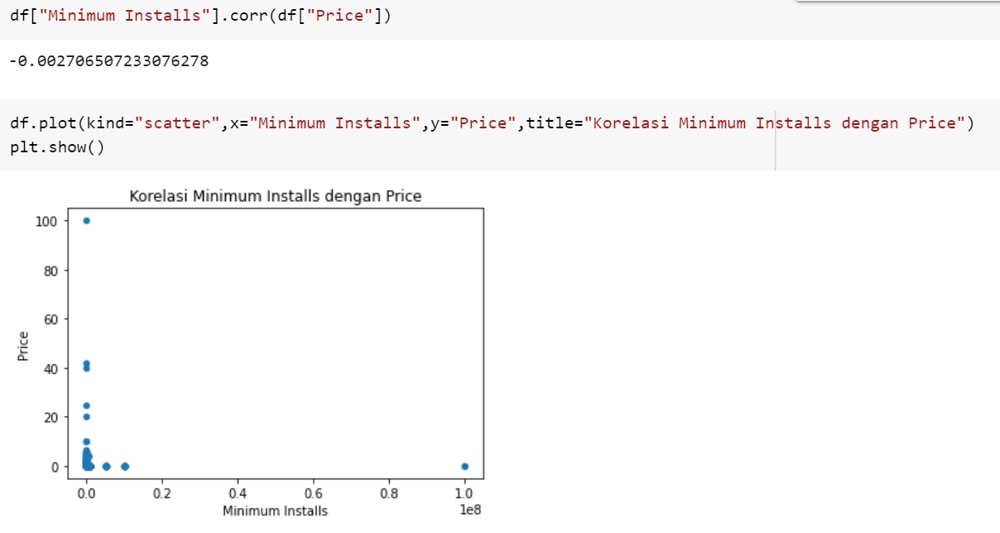 df["Minimum Installs"].corr(df["Price"])
-0.002706507233076278
df.plot(kind="scatter",x="Minimum Installs",y="Price",title="Korelasi Minimum Installs dengan Price")
plt.show()
Korelasi Minimum Installs dengan Price
100
80
60
40
20
0
Price
0.0 0.2 0.4 0.6 0.8 1.0
1e8
Minimum Installs